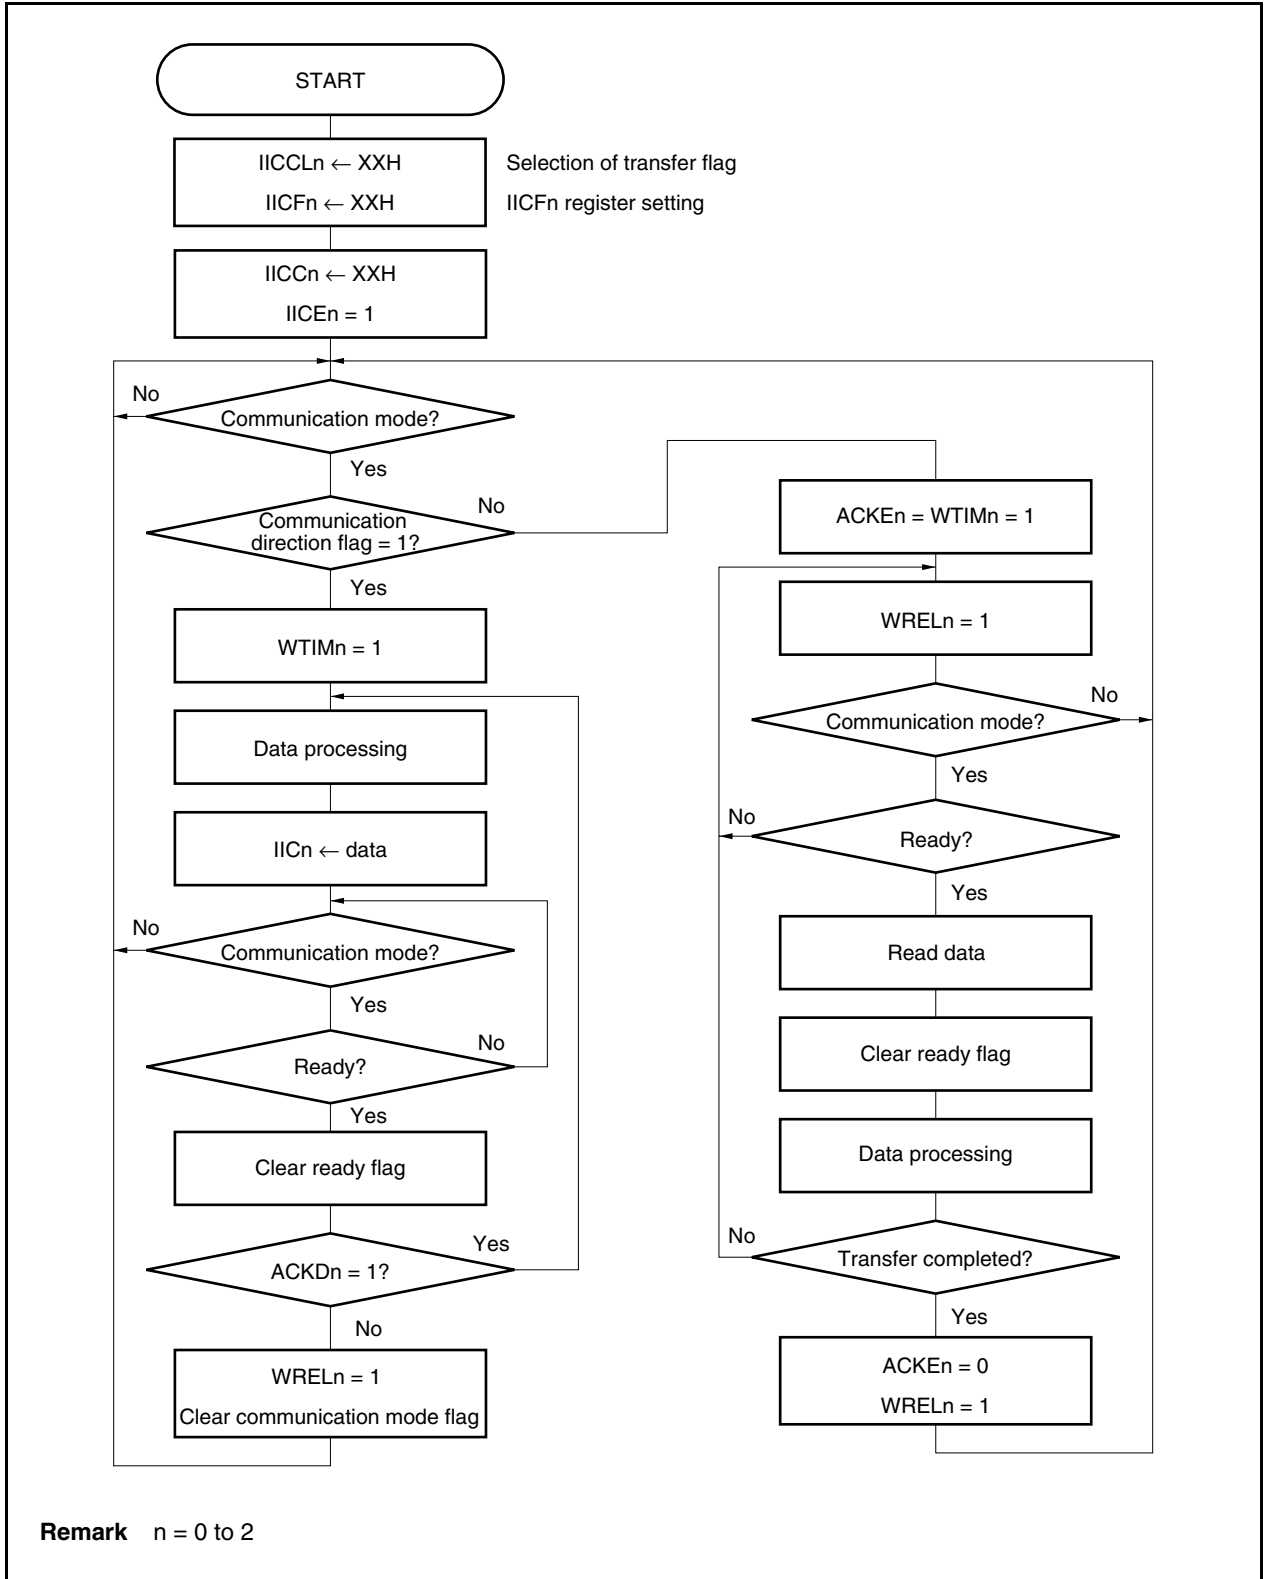 START
IICCLn ← XXH
Selection of transfer flag
IICFn ← XXH
IICFn register setting
IICCn ← XXH
IICEn = 1
No
Communication mode?
Yes
Communication
direction flag = 1?
No
Yes
WTIMn = 1
Data processing
IICn ← data
No
Communication mode?
Yes
Ready?
No
Yes
Clear ready flag
ACKDn = 1?
Yes
No
WRELn = 1
Clear communication mode flag
ACKEn = WTIMn = 1
WRELn = 1
Communication mode?
No
Yes
No
Ready?
Yes
Read data
Clear ready flag
Data processing
No
Transfer completed?
Yes
ACKEn = 0
WRELn = 1
Remark n = 0 to 2